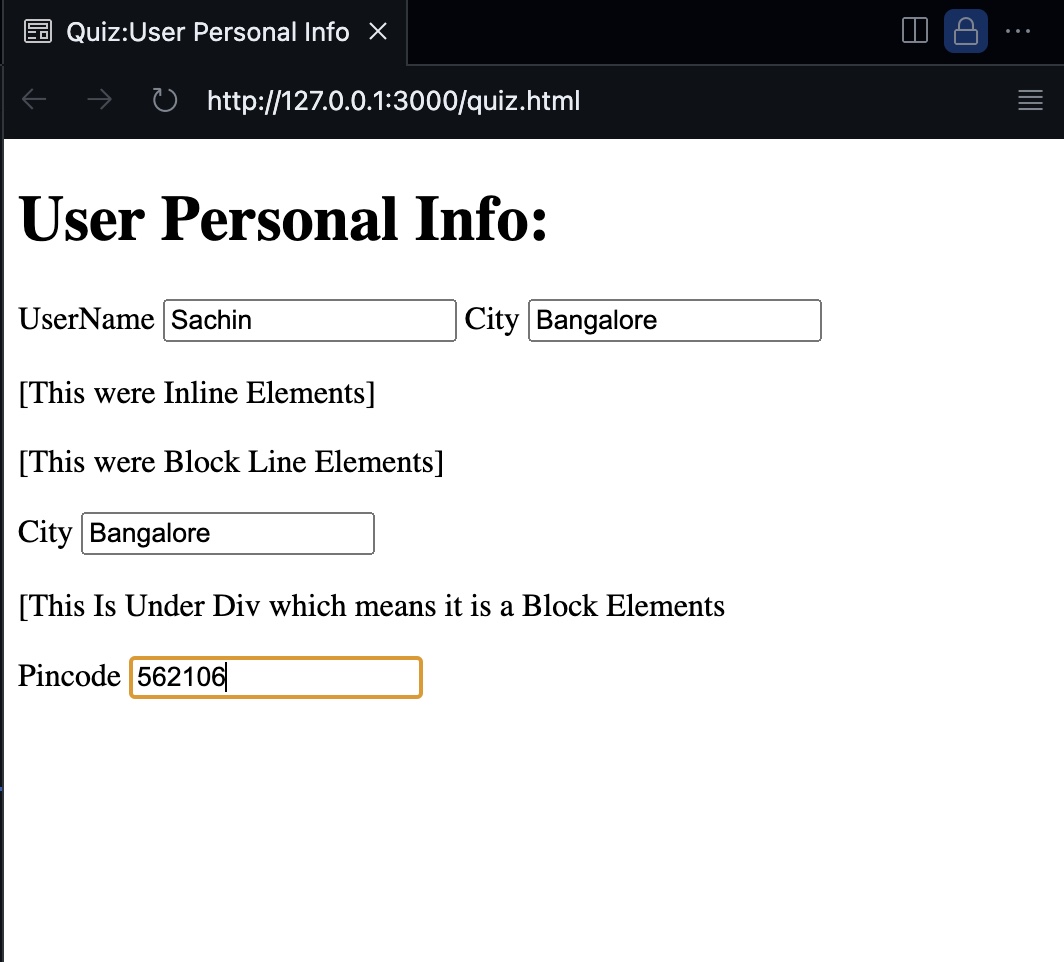 Quiz:User Personal Info
http://127.0.0.1:3000/quiz.html
User Personal Info:
UserName Sachin City Bangalore
[This were Inline Elements]
[This were Block Line Elements]
City Bangalore
[This Is Under Div which means it is a Block Elements
Pincode 562106